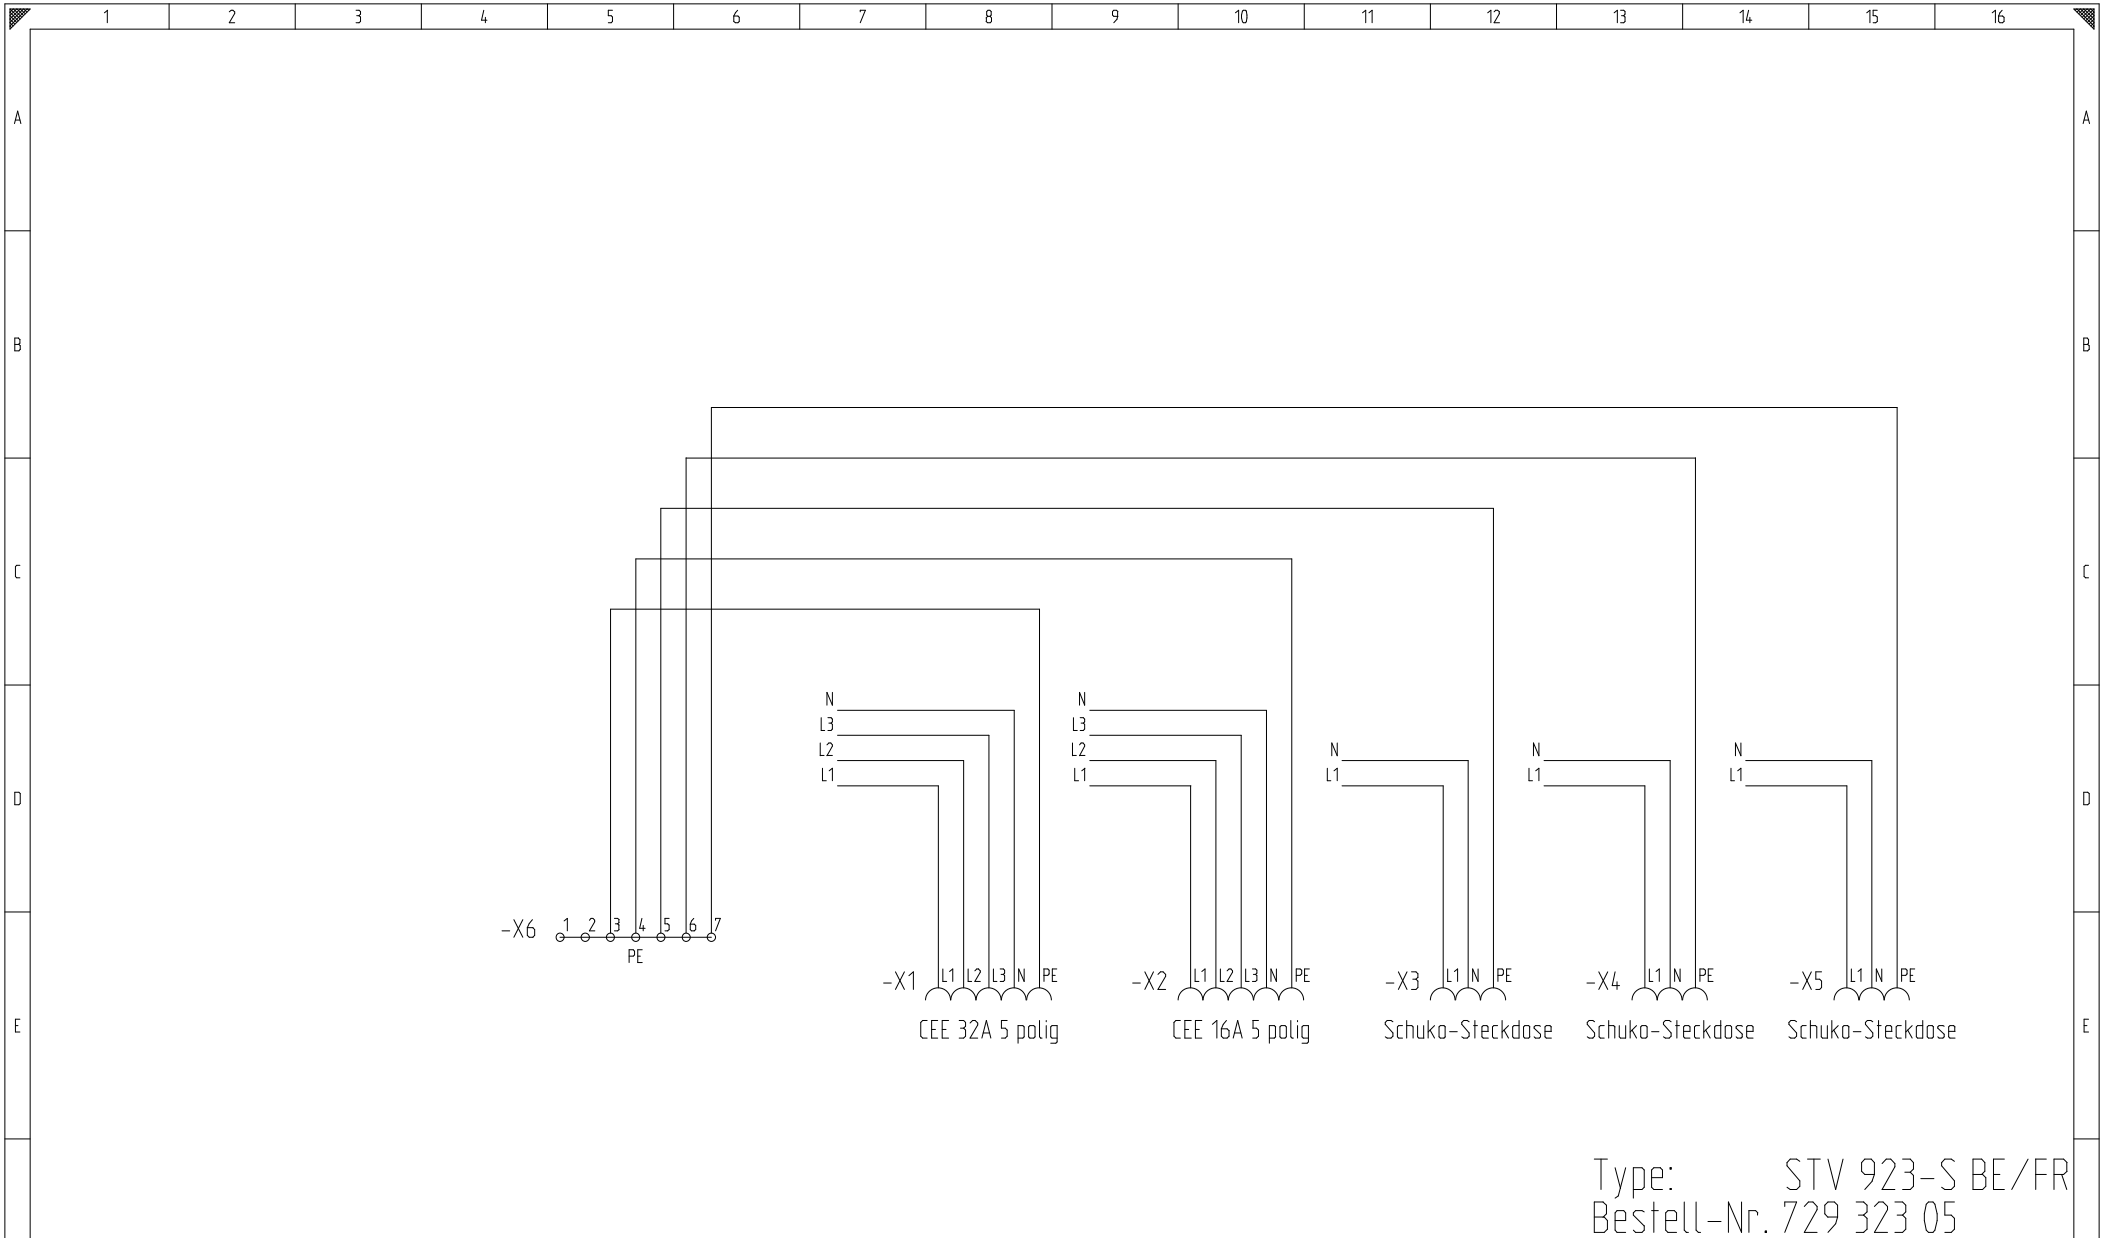 1 2 3 4 5 6 7 8 9 10 11 12 13 14 15 16
A A
B B
C C
N N
L3 L3
L2 L2 N N N
L1 L1 L1 L1 L1
D D
-X6 1 2 3 4 5 6 7
PE
-X1 L1 L2 L3 N PE -X2 L1 L2 L3 N PE -X3 L1 N PE -X4 L1 N PE -X5 L1 N PE
E E
CEE 32A 5 polig CEE 16A 5 polig Schuko-Steckdose Schuko-Steckdose Schuko-Steckdose
Type: STV 923-S BE/FR
Bestell-Nr. 729 323 05